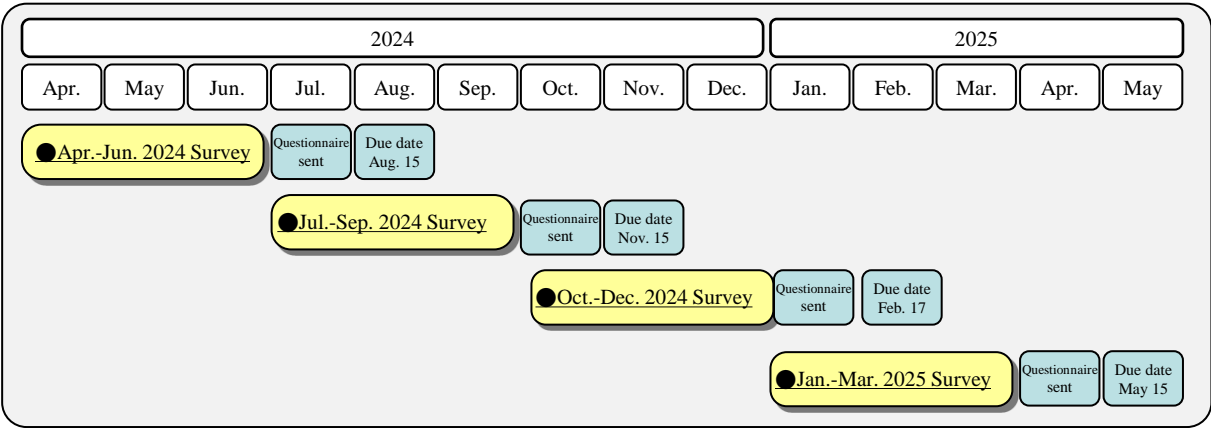 2024
2025
Apr.
May
Jun.
Jul.
Aug.
Sep.
Oct.
Nov.
Dec.
Jan.
Feb.
Mar.
Apr.
May
●Apr.-Jun. 2024 Survey
Questionnaire
sent
Due date
Aug. 15
●Jul.-Sep. 2024 Survey
Questionnaire
sent
Due date
Nov. 15
●Oct.-Dec. 2024 Survey
Questionnaire
sent
Due date
Feb. 17
●Jan.-Mar. 2025 Survey
Questionnaire
sent
Due date
May 15